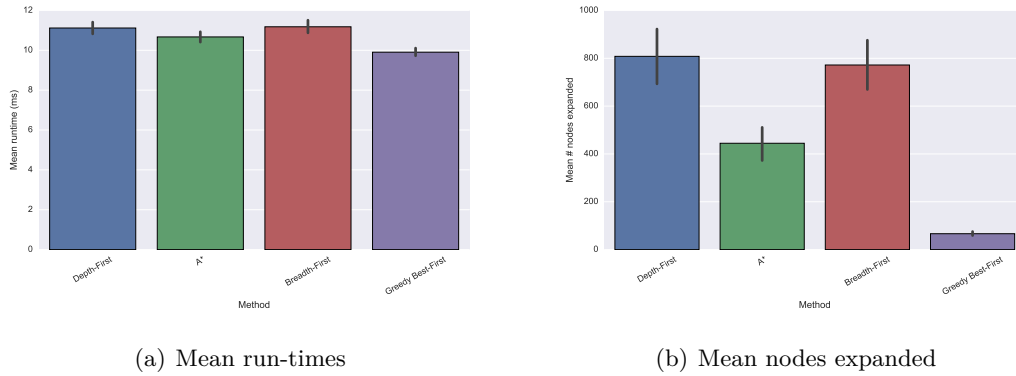 12
10
8
6
4
2
0
Mean runtime (ms)
Depth-First
A*
Breadth-First
Greedy Best-First
Method
(a) Mean run-times
1000
800
600
400
200
0
Mean # nodes expanded
Depth-First
A*
Breadth-First
Greedy Best-First
Method
(b) Mean nodes expanded